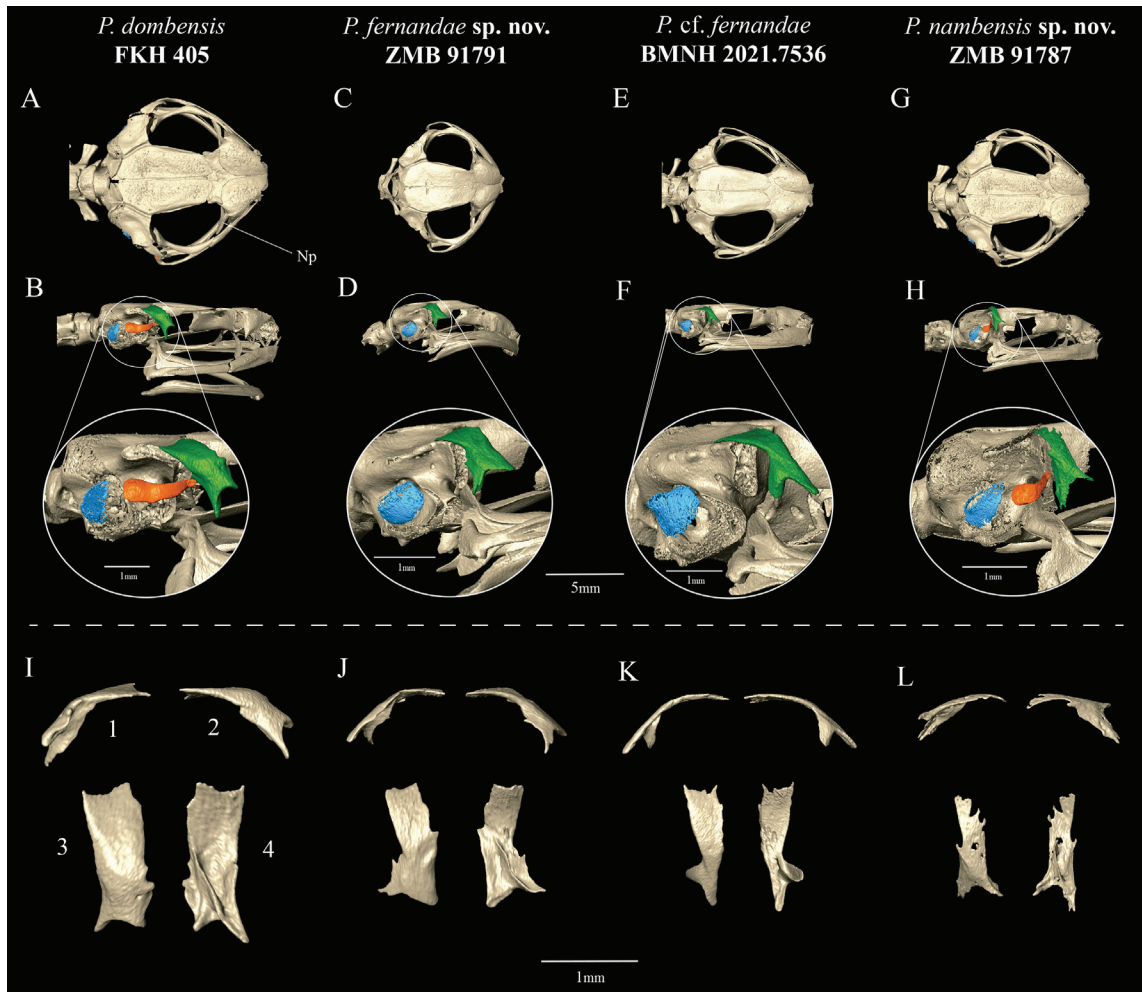 P. dombensis
FKH 405
P. fernandae sp. nov.
ZMB 91791
P. cf. fernandae
BMNH 2021.7536
P. nambensis sp. nov.
ZMB 91787
A
C
E
G
Np
B
D
F
H
1mm
1mm
5mm
1mm
1mm
I
J
K
L
1
2
3
4
1mm